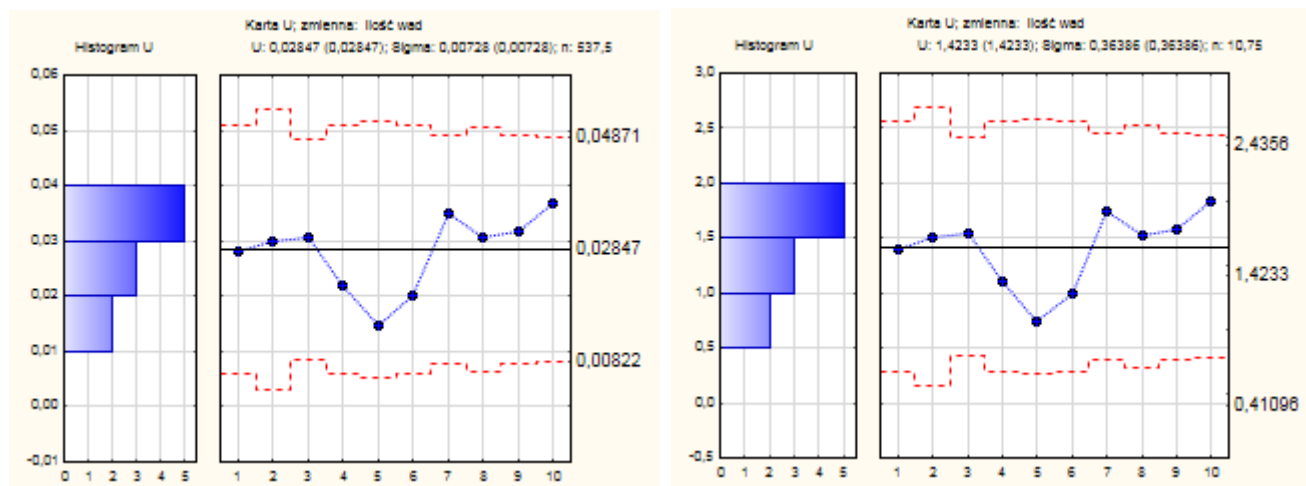 Karta U; zmienna: Ilość wad
Histogram U
U: 0,02847 (0,02847); Sigma: 0,00728 (0,00728); n: 537,5
0,06
0,05
0,04
0,03
0,02
0,01
0,00
-0,01
0 1 2 3 4 5
1 2 3 4 5 6 7 8 9 10
0,04871
0,02847
0,00822
Karta U; zmienna: Ilość wad
Histogram U
U: 1,4233 (1,4233); Sigma: 0,36386 (0,36386); n: 10,75
3,0
2,5
2,0
1,5
1,0
0,5
0,0
-0,5
0 1 2 3 4 5
1 2 3 4 5 6 7 8 9 10
2,4356
1,4233
0,41096